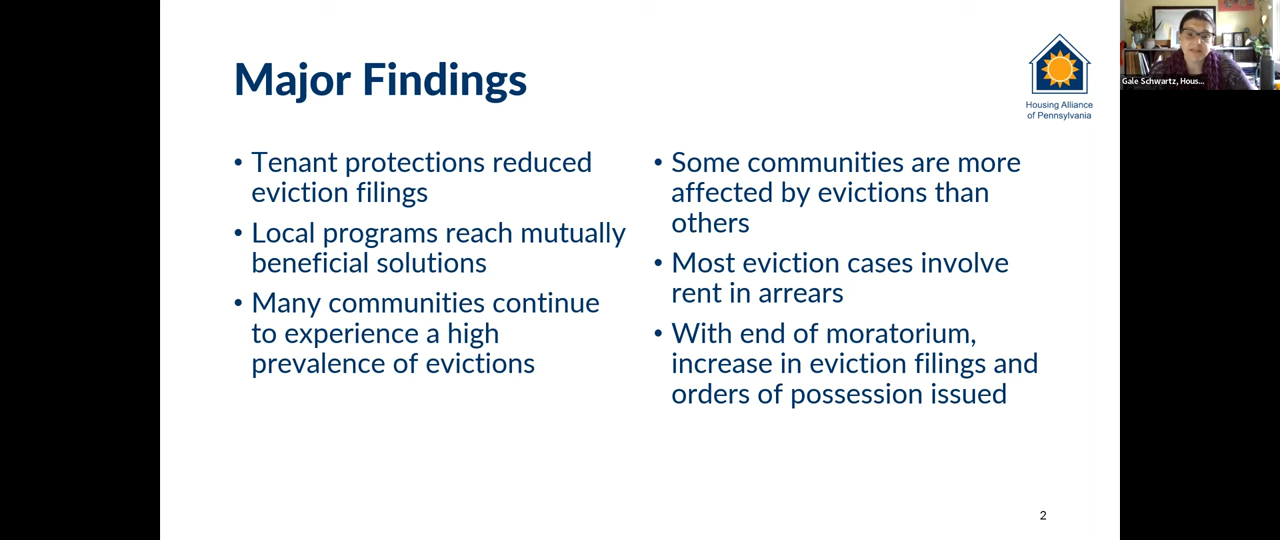 Major Findings
Housing Alliance
of Pennsylvania
Gale Schwartz, Hous...
• Tenant protections reduced
eviction filings
• Local programs reach mutually
beneficial solutions
• Many communities continue
to experience a high
prevalence of evictions
• Some communities are more
affected by evictions than
others
• Most eviction cases involve
rent in arrears
• With end of moratorium,
increase in eviction filings and
orders of possession issued
2